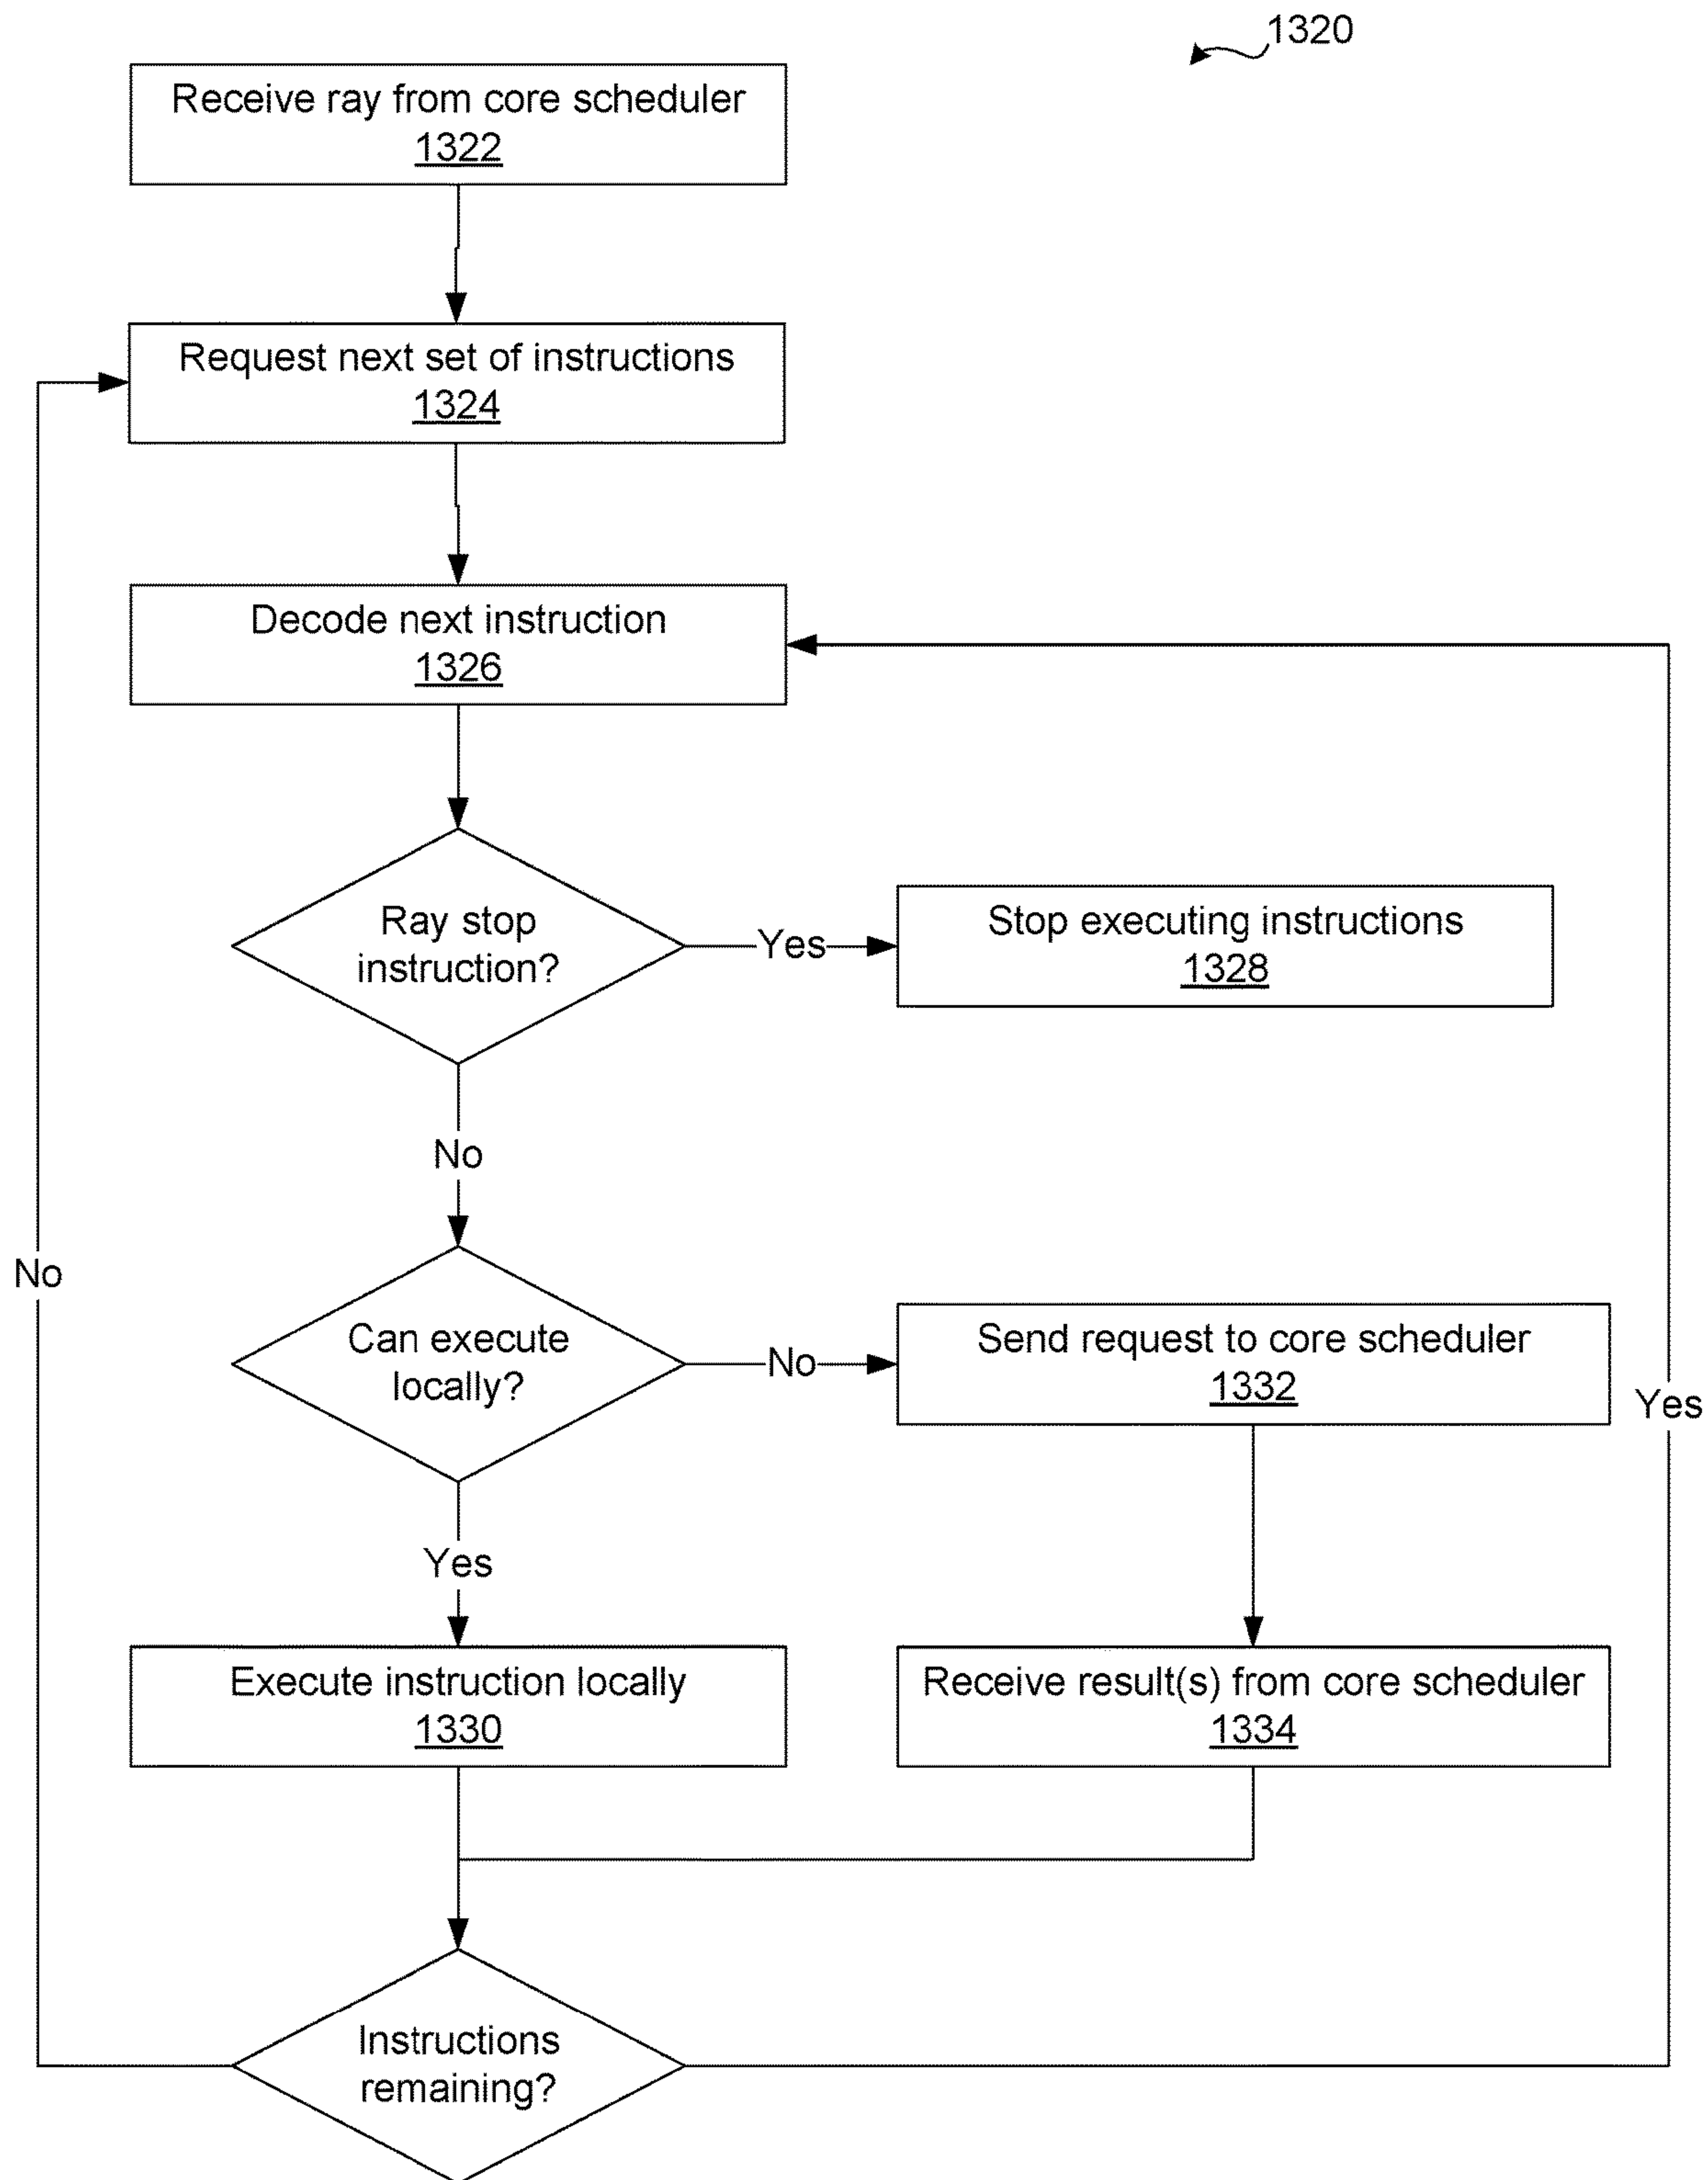 1320
Receive ray from core scheduler
1322
Request next set of instructions
1324
Decode next instruction
1326
Ray stop
instruction?
Yes
Stop executing instructions
1328
No
No
Can execute
locally?
No
Send request to core scheduler
1332
Yes
Yes
Execute instruction locally
1330
Receive result(s) from core scheduler
1334
Instructions
remaining?